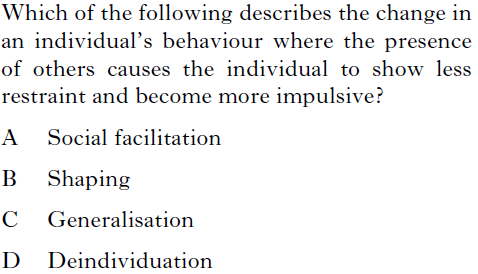 Which of the following describes the change in
an individual’s behaviour where the presence
of others causes the individual to show less
restraint and become more impulsive?
A Social facilitation
B Shaping
C Generalisation
D Deindividuation